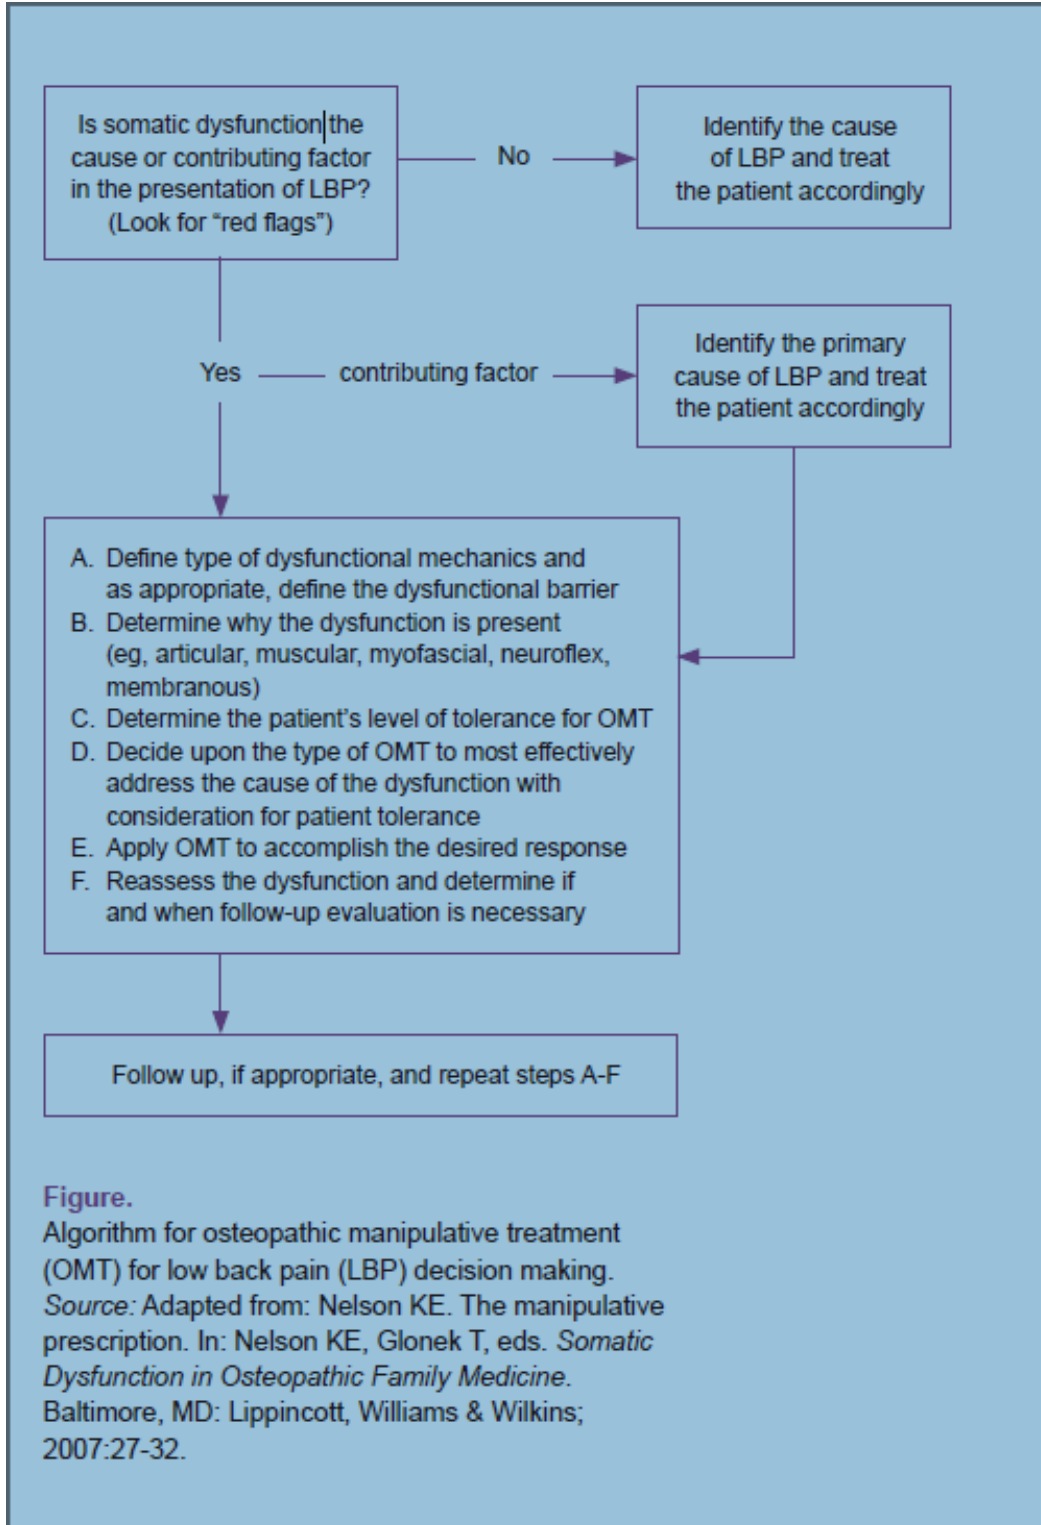 Is somatic dysfunction the
cause or contributing factor
in the presentation of LBP?
(Look for “red flags”)
No
Identify the cause
of LBP and treat
the patient accordingly
Yes
contributing factor
Identify the primary
cause of LBP and treat
the patient accordingly
A. Define type of dysfunctional mechanics and
as appropriate, define the dysfunctional barrier
B. Determine why the dysfunction is present
(eg, articular, muscular, myofascial, neuroflex,
membranous)
C. Determine the patient’s level of tolerance for OMT
D. Decide upon the type of OMT to most effectively
address the cause of the dysfunction with
consideration for patient tolerance
E. Apply OMT to accomplish the desired response
F. Reassess the dysfunction and determine if
and when follow-up evaluation is necessary
Follow up, if appropriate, and repeat steps A-F
Figure.
Algorithm for osteopathic manipulative treatment
(OMT) for low back pain (LBP) decision making.
Source: Adapted from: Nelson KE. The manipulative
prescription. In: Nelson KE, Glonek T, eds. Somatic
Dysfunction in Osteopathic Family Medicine.
Baltimore, MD: Lippincott, Williams & Wilkins;
2007:27-32.